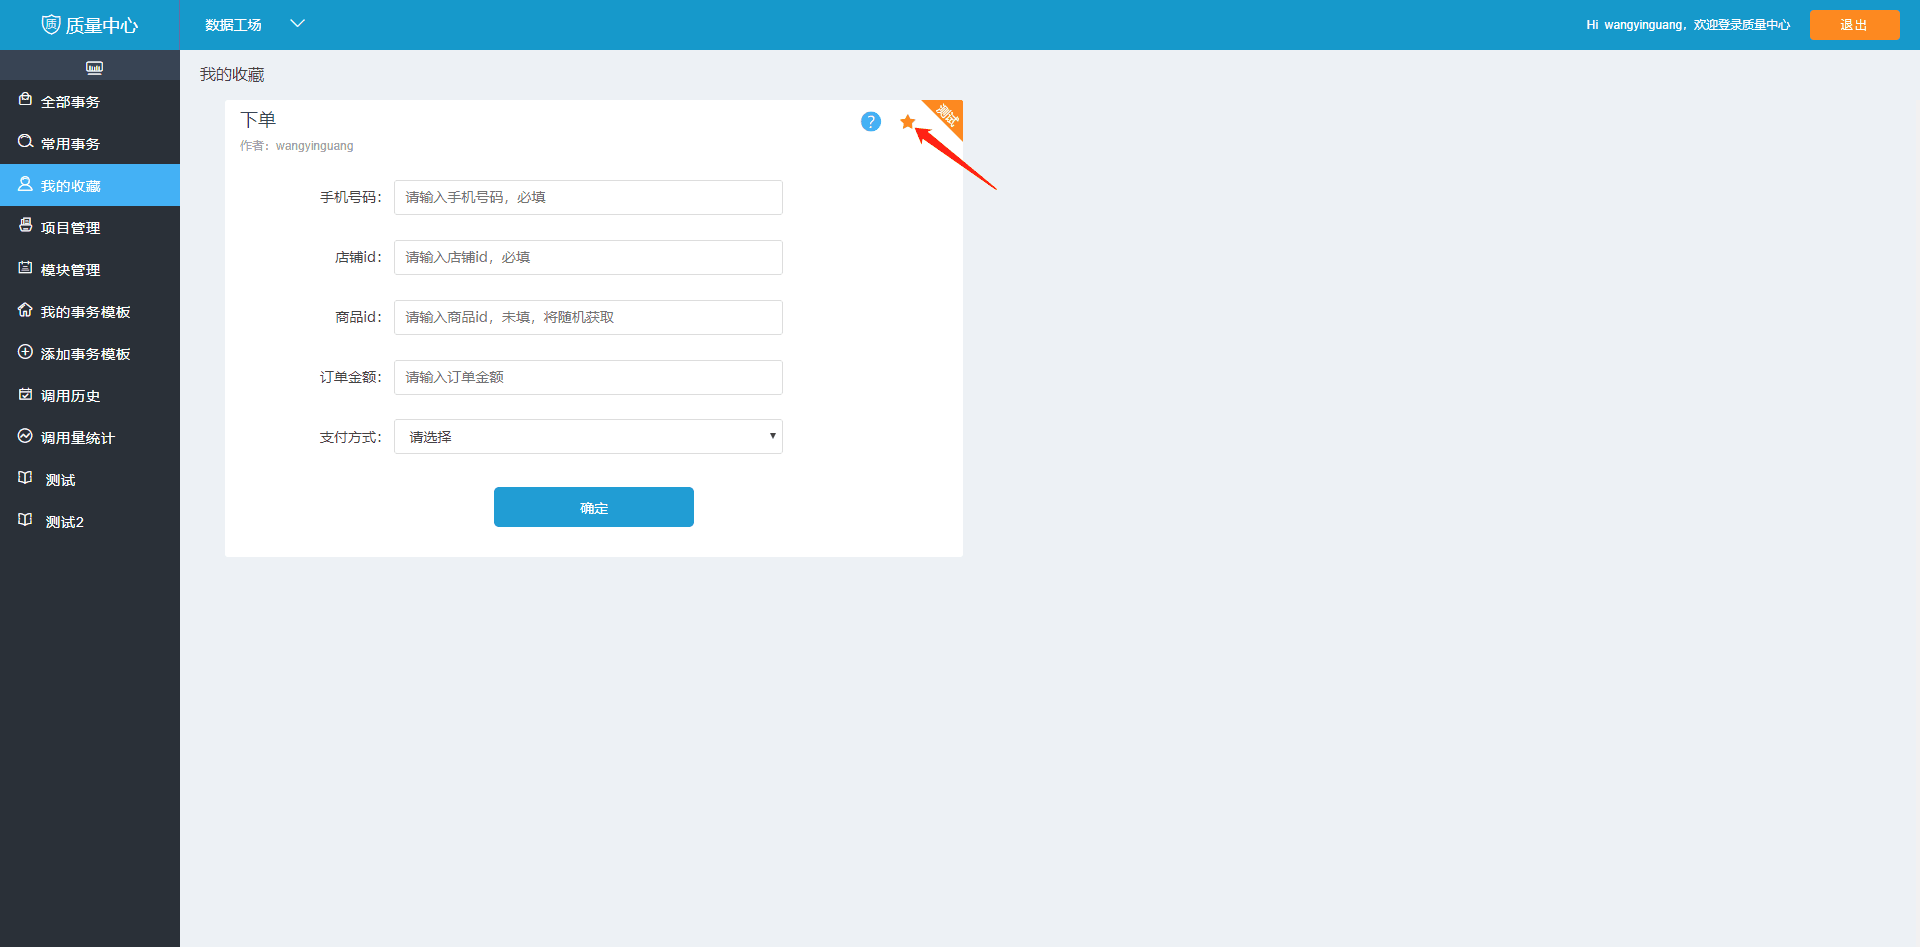 质 质量中心
数据工场
Hi wangyinguang，欢迎登录质量中心
退出
全部事务
常用事务
我的收藏
项目管理
模块管理
我的事务模板
添加事务模板
调用历史
调用量统计
测试
测试2
我的收藏
下单
?
测试
作者：wangyinguang
手机号码：
请输入手机号码，必填
店铺id：
请输入店铺id，必填
商品id：
请输入商品id，未填，将随机获取
订单金额：
请输入订单金额
支付方式：
请选择
确定